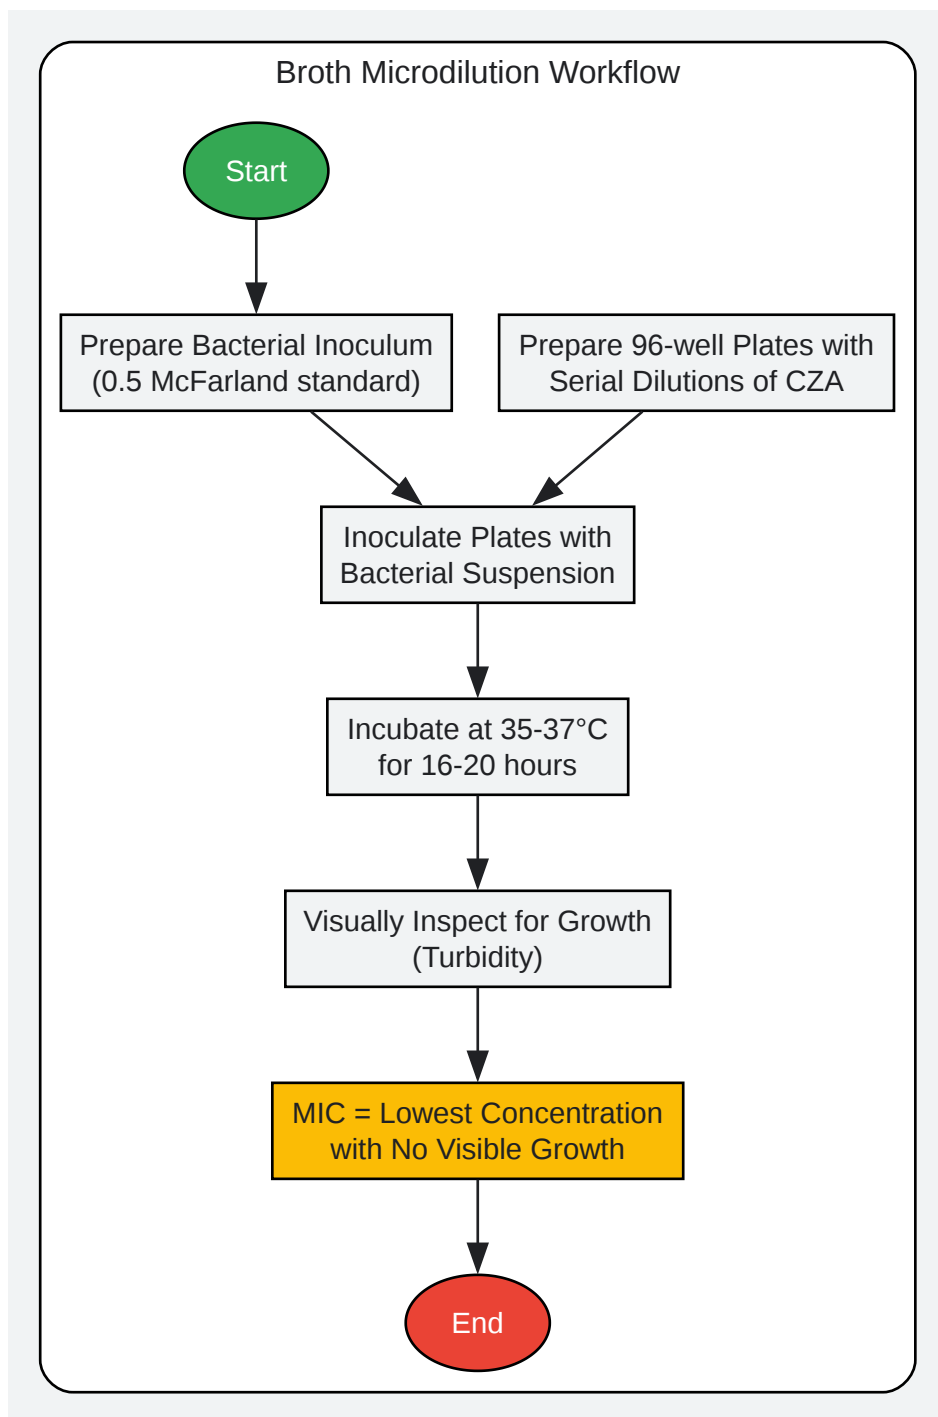 Broth Microdilution Workflow
Start
Prepare Bacterial Inoculum
(0.5 McFarland standard)
Prepare 96-well Plates with
Serial Dilutions of CZA
Inoculate Plates with
Bacterial Suspension
Incubate at 35-37°C
for 16-20 hours
Visually Inspect for Growth
(Turbidity)
MIC = Lowest Concentration
with No Visible Growth
End